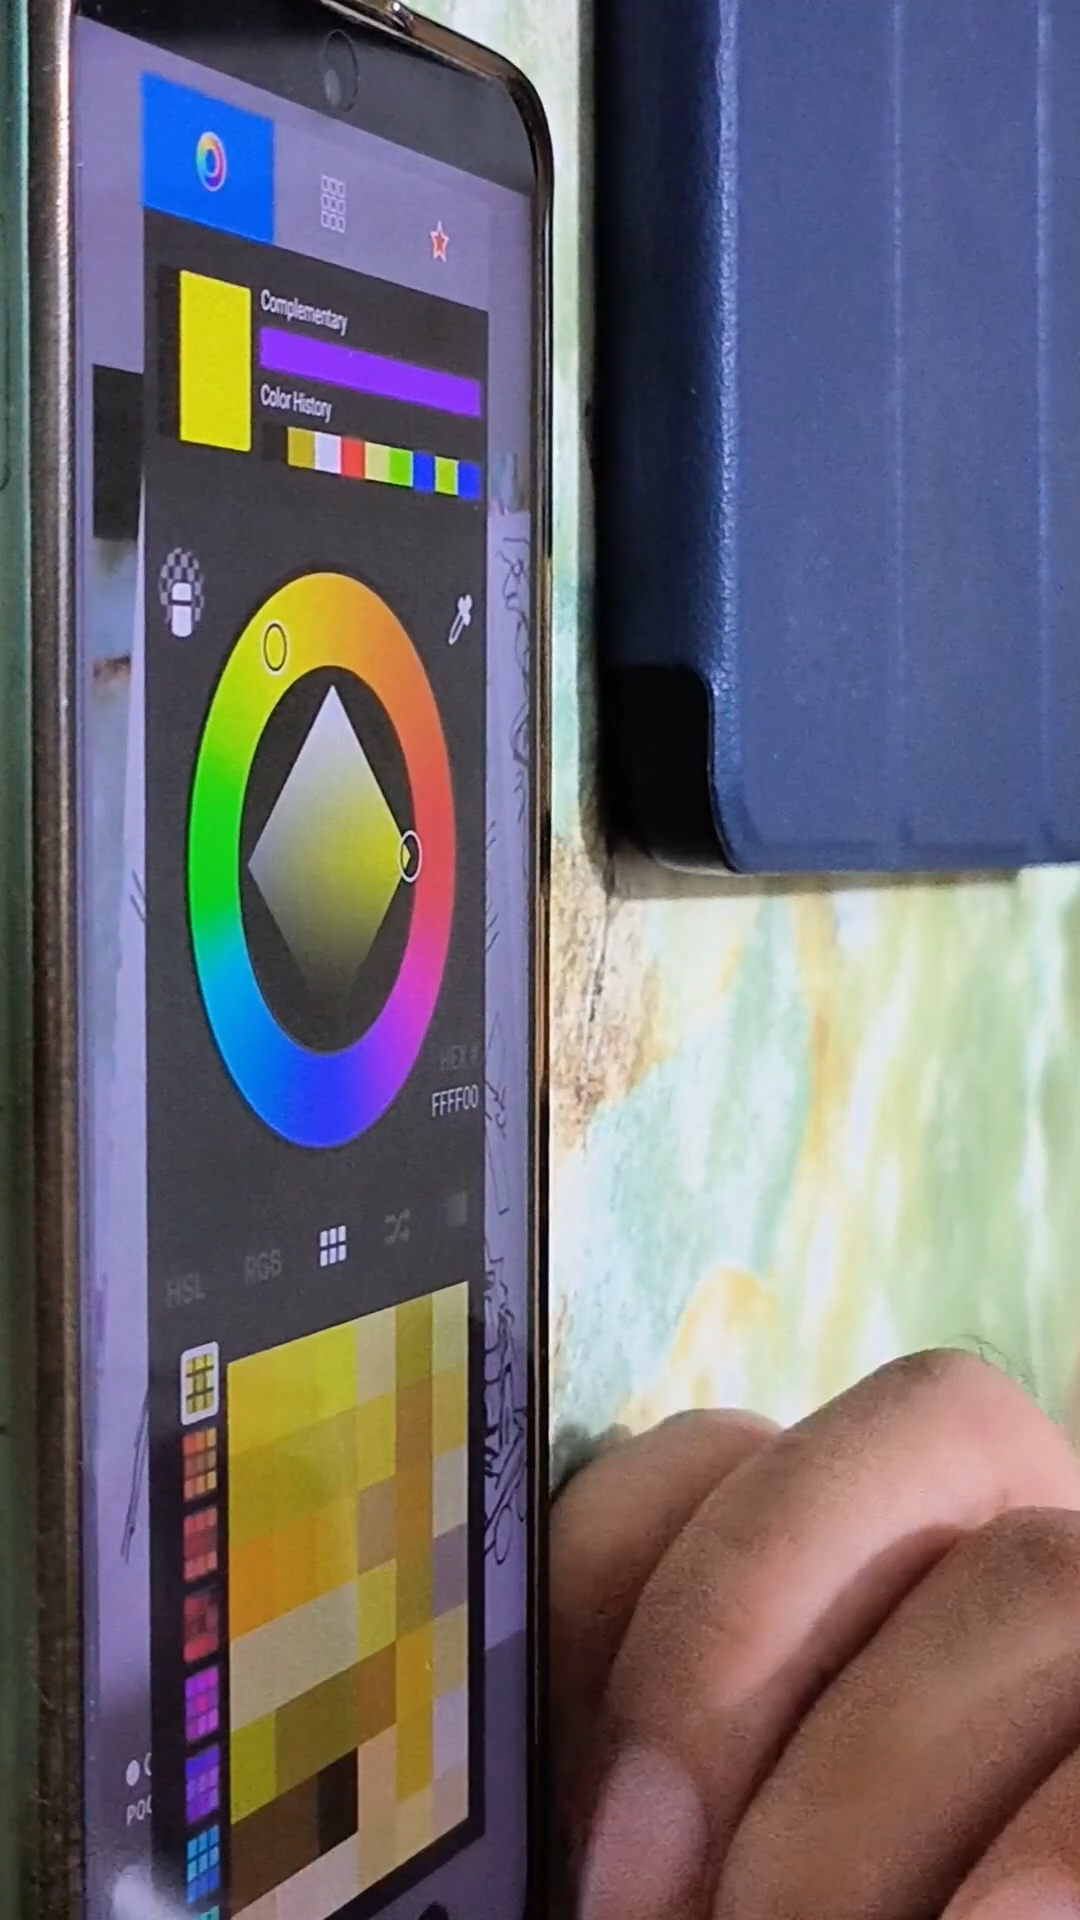 Complementary
Color History
HEX #
FFFF00
HSL
RGB